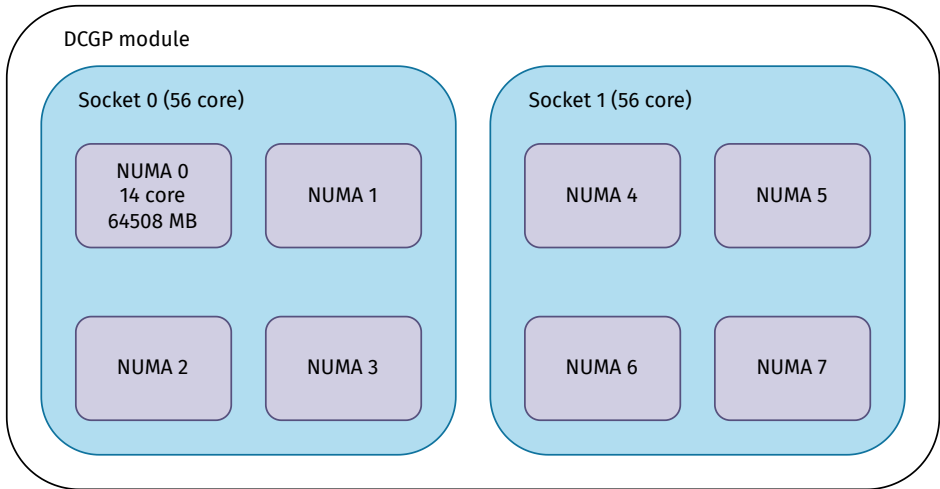 DCGP module
Socket 0 (56 core)
NUMA 0
14 core
64508 MB
NUMA 1
NUMA 2
NUMA 3
Socket 1 (56 core)
NUMA 4
NUMA 5
NUMA 6
NUMA 7